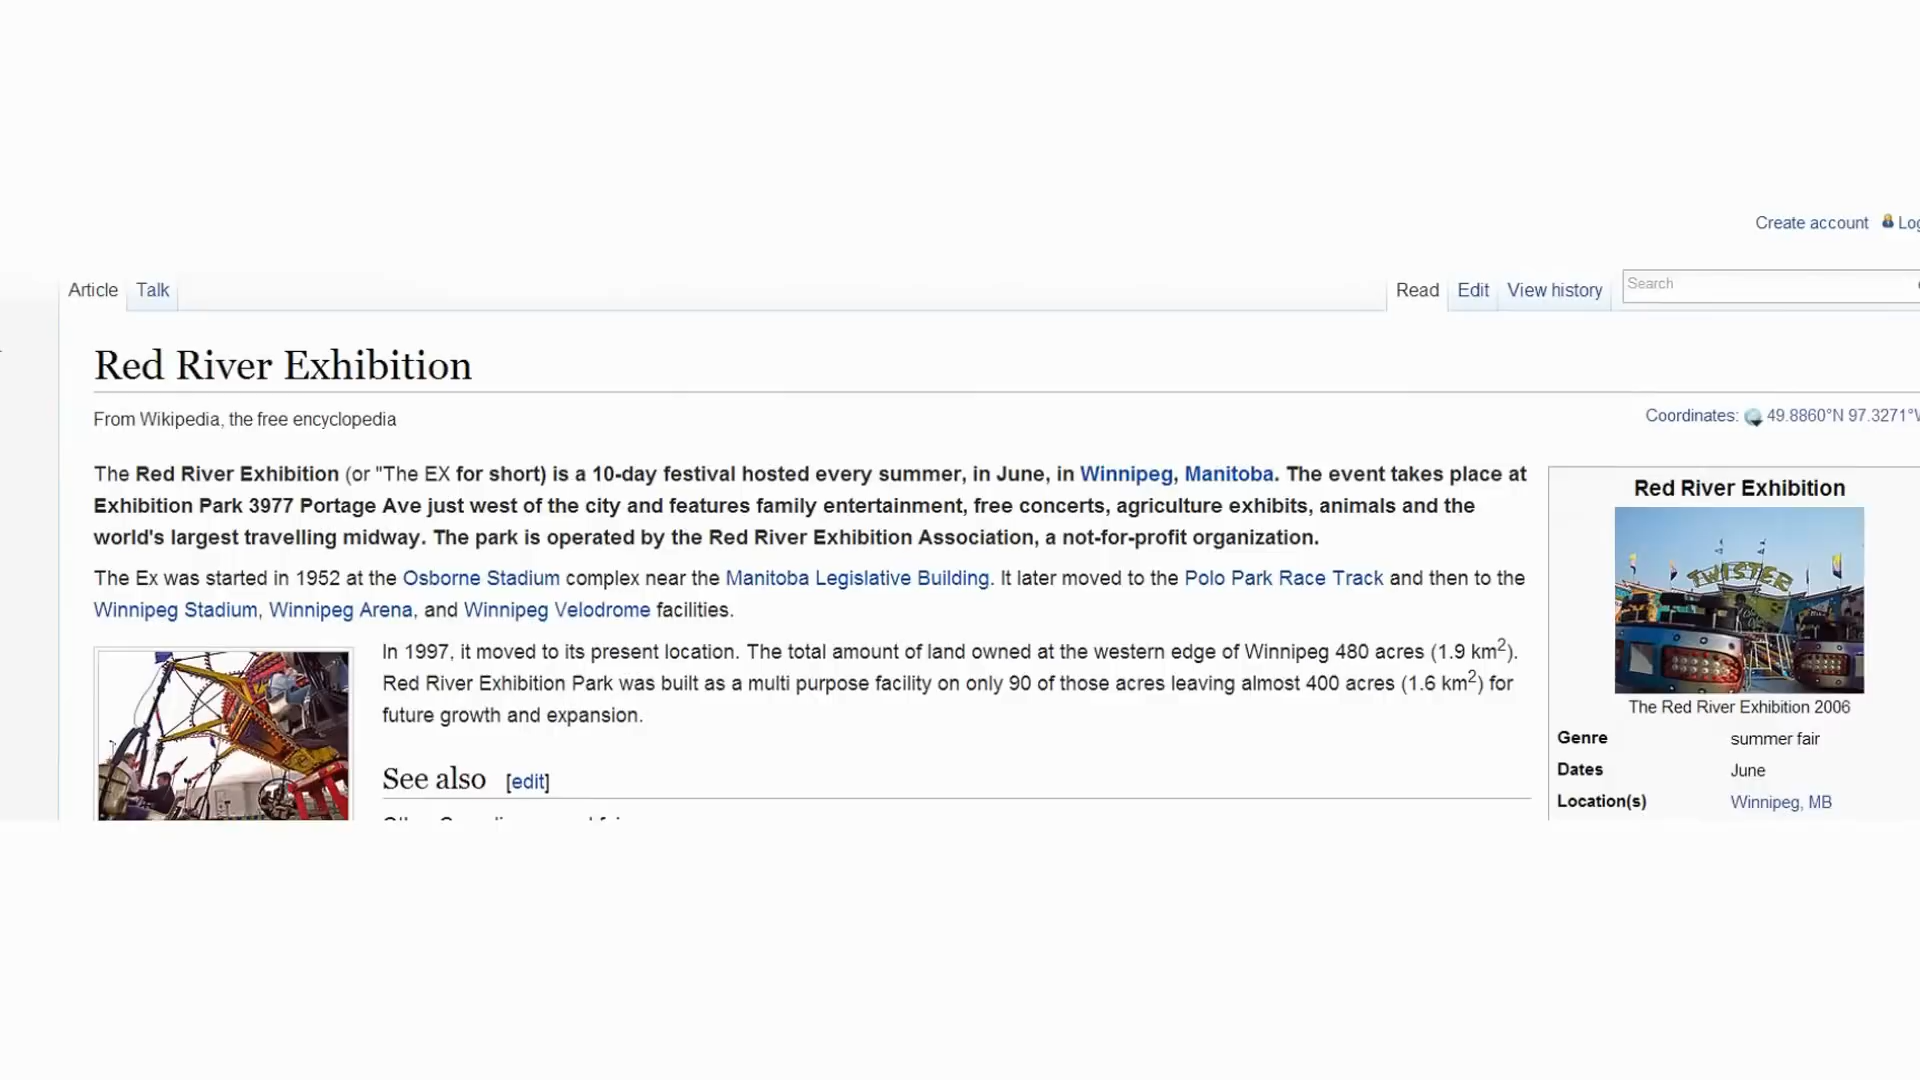 Create account
Article Talk Read Edit View history Search
Red River Exhibition
From Wikipedia, the free encyclopedia
Coordinates: 49.8860°N 97.3271°W
The Red River Exhibition (or "The EX for short) is a 10-day festival hosted every summer, in June, in Winnipeg, Manitoba. The event takes place at
Exhibition Park 3977 Portage Ave just west of the city and features family entertainment, free concerts, agriculture exhibits, animals and the
world's largest travelling midway. The park is operated by the Red River Exhibition Association, a not-for-profit organization.
The Ex was started in 1952 at the Osborne Stadium complex near the Manitoba Legislative Building. It later moved to the Polo Park Race Track and then to the
Winnipeg Stadium, Winnipeg Arena, and Winnipeg Velodrome facilities.
In 1997, it moved to its present location. The total amount of land owned at the western edge of Winnipeg 480 acres (1.9 km²).
Red River Exhibition Park was built as a multi purpose facility on only 90 of those acres leaving almost 400 acres (1.6 km²) for
future growth and expansion.
See also [edit]
Red River Exhibition
TWISTER
The Red River Exhibition 2006
Genre summer fair
Dates June
Location(s) Winnipeg, MB